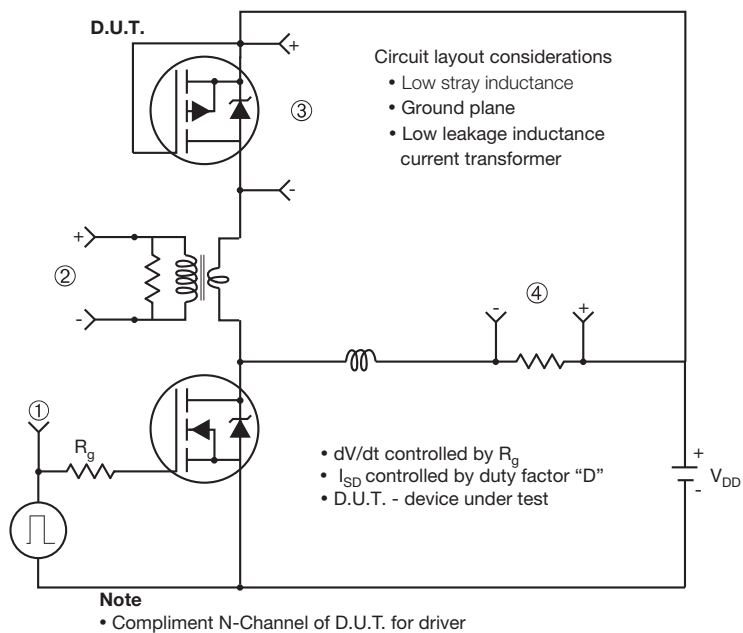 D.U.T.
+
Circuit layout considerations
• Low stray inductance
• Ground plane
• Low leakage inductance
current transformer
③
-
+
②
-
④
-
+
①
Rg
• dV/dt controlled by Rg
• ISD controlled by duty factor “D”
• D.U.T. - device under test
+
VDD
-
Note
• Compliment N-Channel of D.U.T. for driver